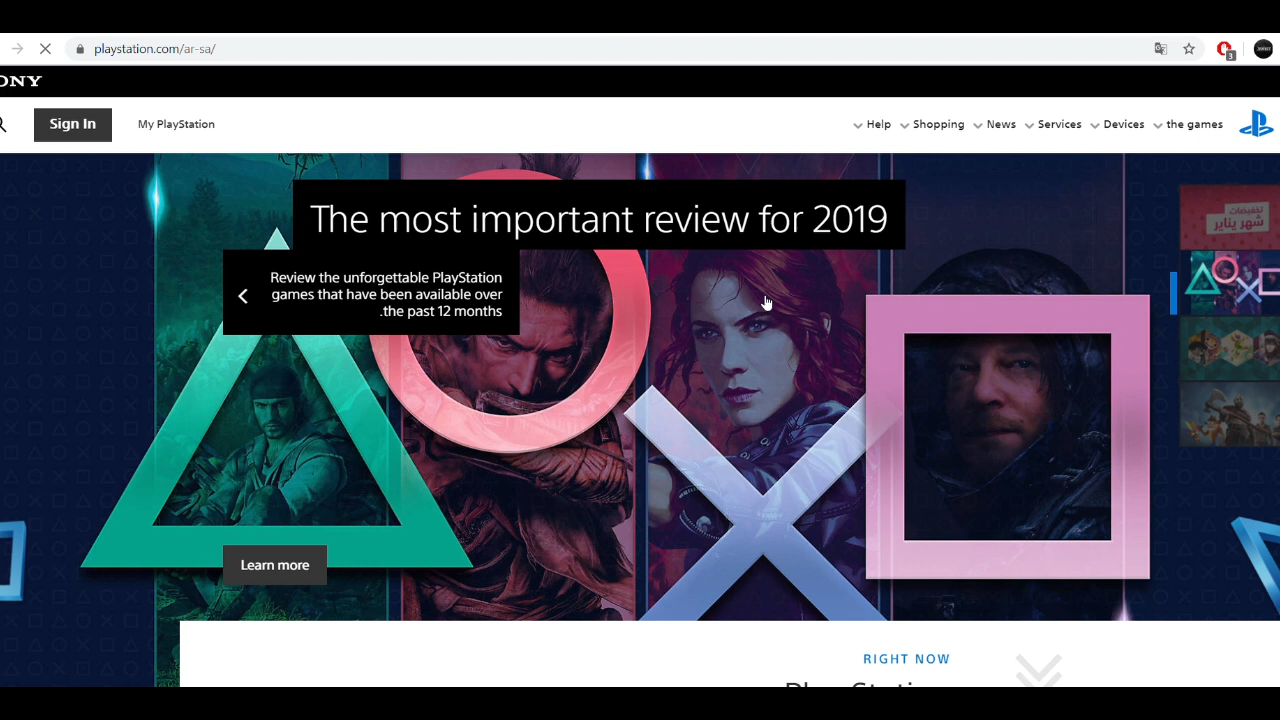 playstation.com/ar-sa/
3
ONY
Sign In
My PlayStation
Help
Shopping
News
Services
Devices
the games
The most important review for 2019
Review the unforgettable PlayStation
games that have been available over
.the past 12 months
تخفيضات
شهر يناير
Learn more
RIGHT NOW